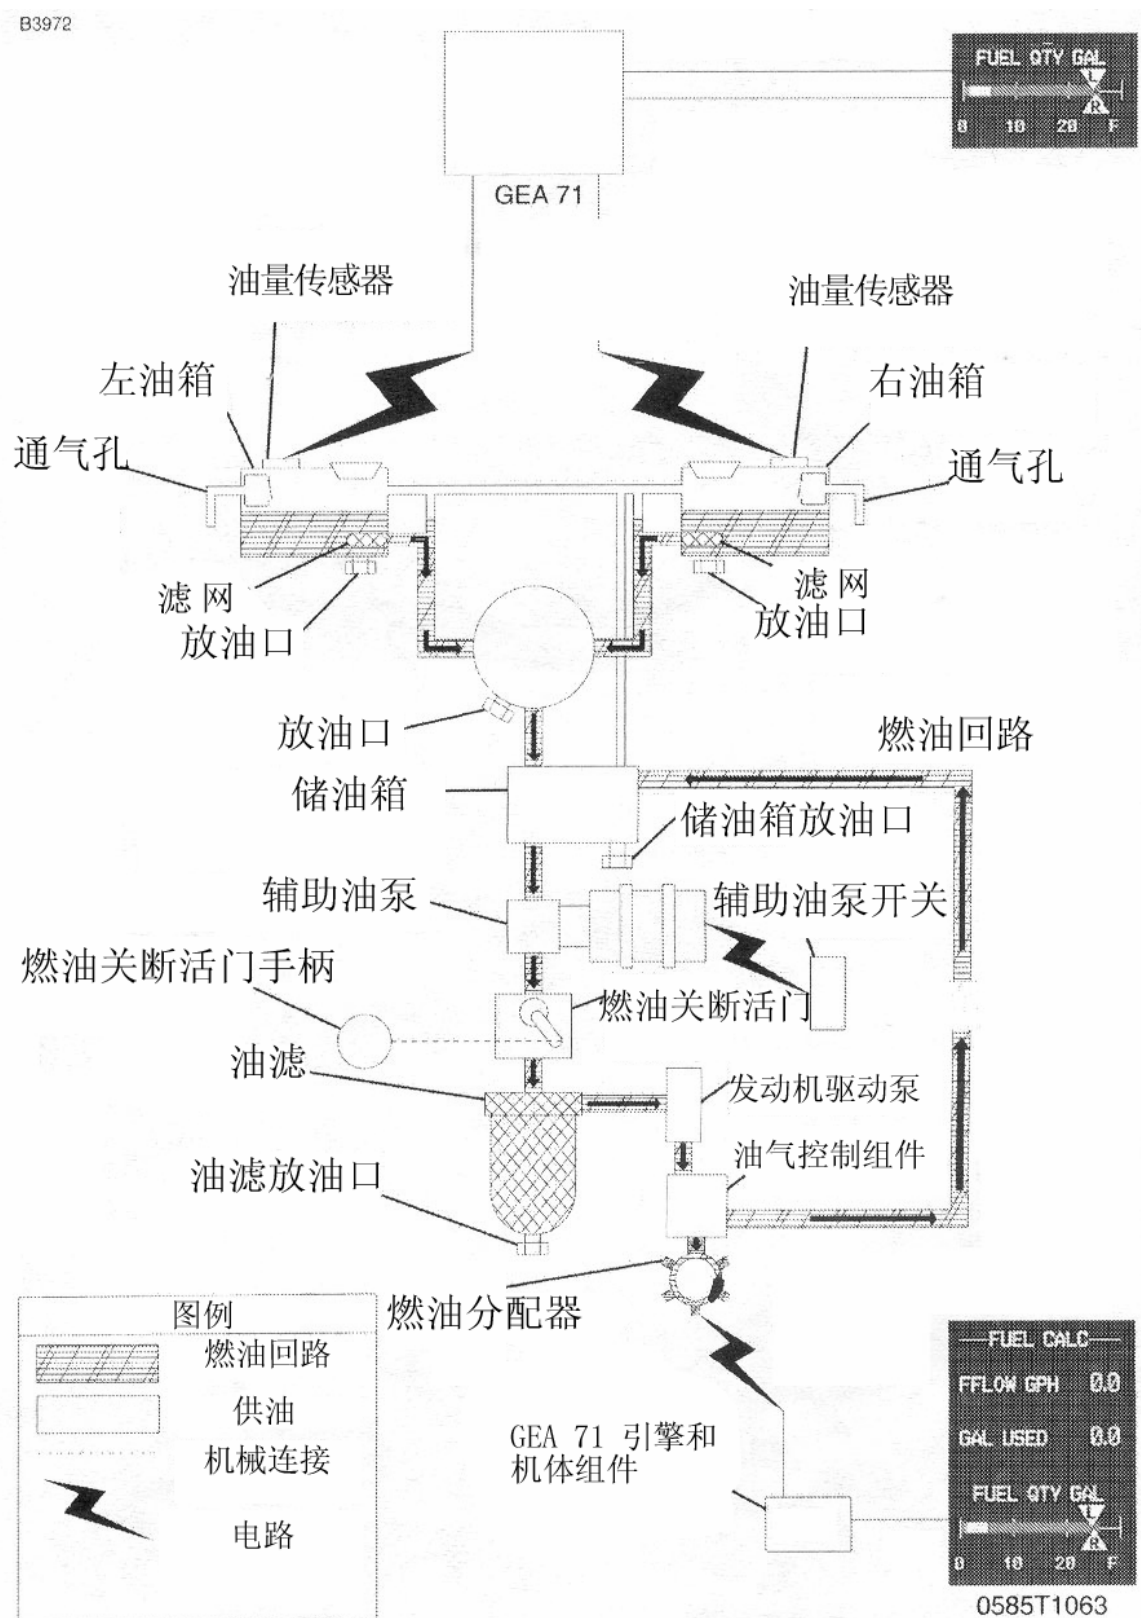 B3972
FUEL QTY GAL
L
R
0 10 20 F
GEA 71
油量传感器
油量传感器
左油箱
右油箱
通气孔
通气孔
滤 网
滤 网
放油口
放油口
放油口
燃油回路
储油箱
储油箱放油口
辅助油泵
辅助油泵开关
燃油关断活门手柄
燃油关断活门
油滤
发动机驱动泵
油气控制组件
油滤放油口
燃油分配器
图例
燃油回路
供油
机械连接
电路
GEA 71 引擎和
机体组件
FUEL CALC
FFLOW GPH 0.0
GAL USED 0.0
FUEL QTY GAL
L
R
0 10 20 F
0585T1063